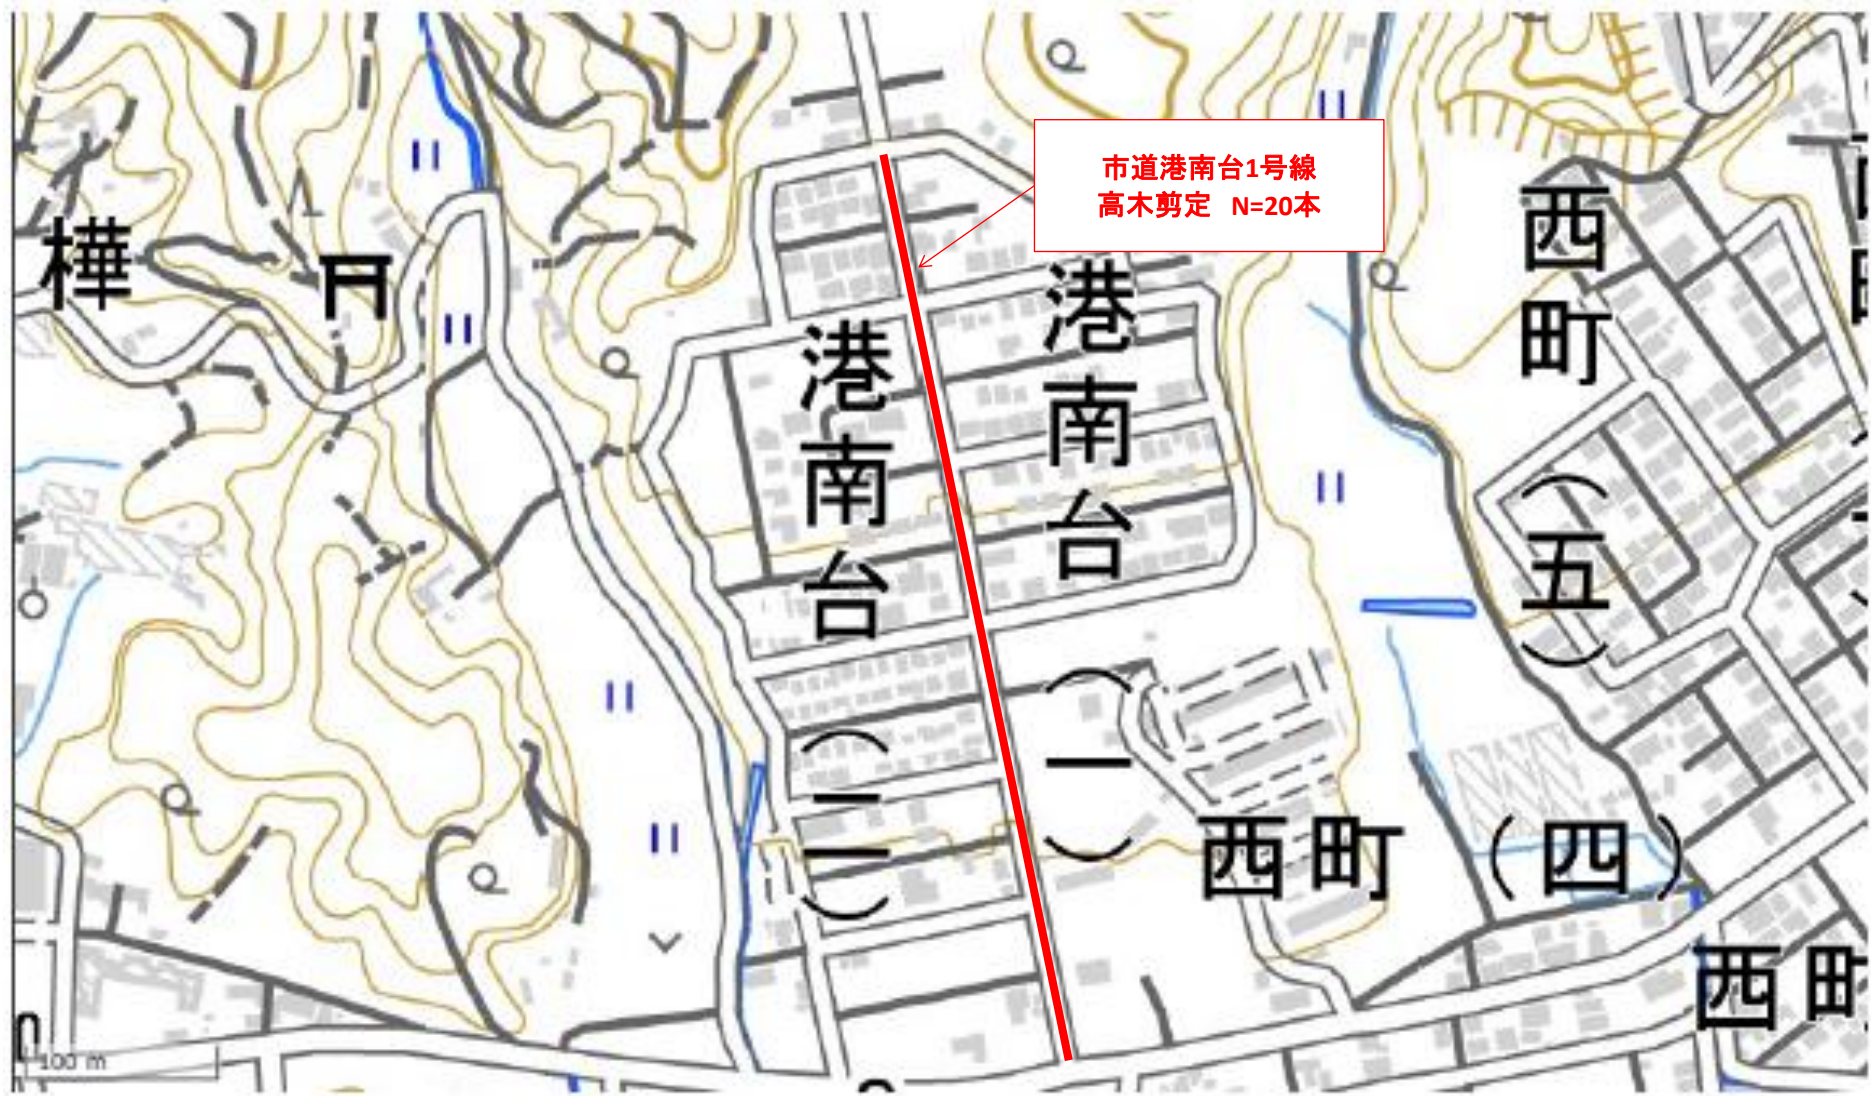 市道港南台1号線
高木剪定 N=20本
樺
港南台(二)
港南台(一)
西町(五)
西町(四)
西町
100 m